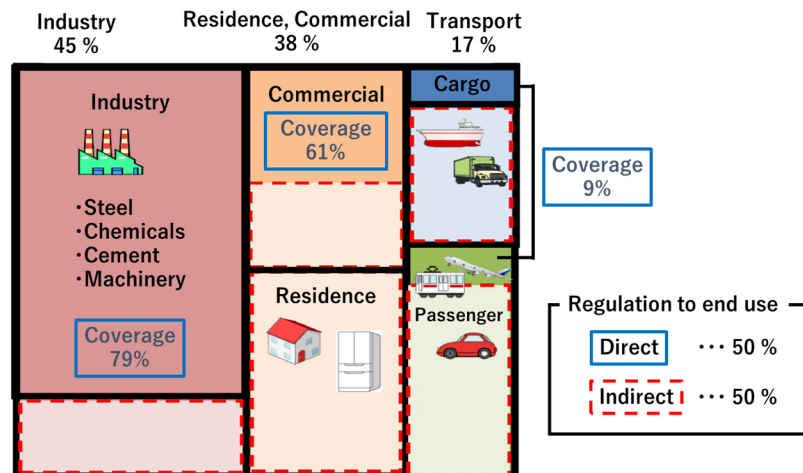 Industry
45 %
Residence, Commercial
38 %
Transport
17 %
Industry
・Steel
・Chemicals
・Cement
・Machinery
Coverage
79%
Commercial
Coverage
61%
Residence
Cargo
Passenger
Coverage
9%
Regulation to end use
Direct ・・・ 50 %
Indirect ・・・ 50 %